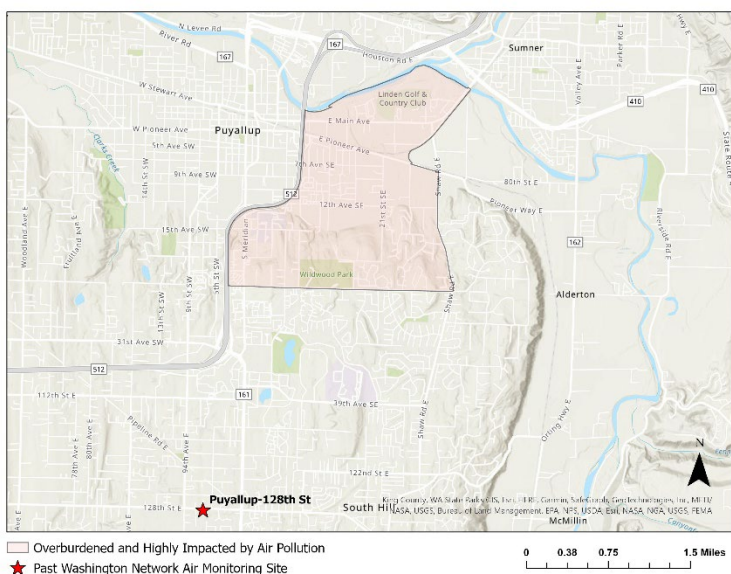 N Levee Rd
River Rd
167
167
Houston Rd E
Sumner
Valley Ave E
Parker Rd E
Hwy E
410
410
State Route
162
W Stewart Ave
Linden Golf &
Country Club
Puyallup
E Main Ave
W Pioneer Ave
E Pioneer Ave
5th Ave SW
7th Ave SE
Clarks Creek
14th St SW
9th Ave SW
80th St E
Shaw Rd E
512
12th Ave SE
21st St SE
Pioneer Way E
Riverside Rd E
15th Ave SW
S Meridian
162
Woodland Ave E
Fruitland Ave E
5th St SW
9th St SW
13th St SW
Wildwood Park
Alderton
Shaw Rd E
31st Ave SW
512
112th St E
161
39th Ave SE
Shaw Rd E
Orting Hwy E
Pipeline Rd E
78th Ave E
80th Ave E
94th Ave E
122nd St E
N
Puyallup-128th St
128th St E
South Hill
King County, WA State Parks GIS, Esri, HERE, Garmin, SafeGraph, GeoTechnologies, Inc, METI/
NASA, USGS, Bureau of Land Management, EPA, NPS, USDA, Esri, NASA, NGA, USGS, FEMA
McMillin
Canyon
Overburdened and Highly Impacted by Air Pollution
Past Washington Network Air Monitoring Site
0 0.38 0.75 1.5 Miles